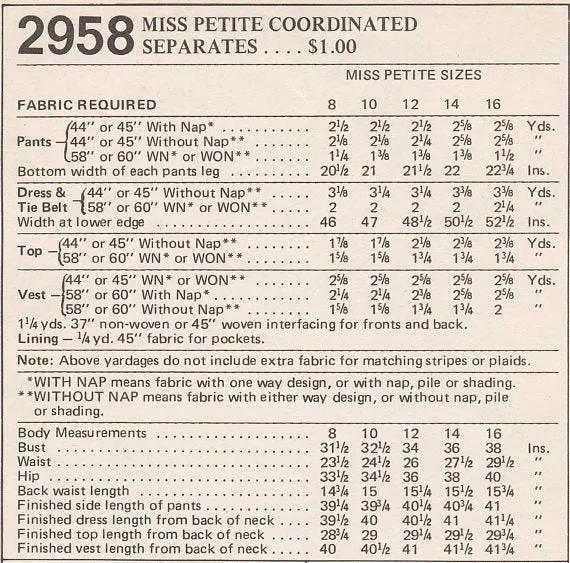 2958 MISS PETITE COORDINATED
SEPARATES .... $1.00
MISS PETITE SIZES
FABRIC REQUIRED 8 10 12 14 16
44" or 45" With Nap* .......... 2½ 2½ 2½ 2⅝ 2⅝ Yds.
Pants 44" or 45" Without Nap** ....... 2⅛ 2⅛ 2¼ 2⅜ 2⅝ "
58" or 60" WN* or WON** ....... 1¼ 1⅜ 1⅜ 1⅜ 1½ "
Bottom width of each pants leg ....... 20½ 21 21½ 22 22¾ Ins.
Dress & 44" or 45" Without Nap** ..... 3⅛ 3¼ 3¼ 3⅜ 3⅜ Yds.
Tie Belt 58" or 60" WN* or WON** ..... 2 2 2 2 2¼ "
Width at lower edge .................. 46 47 48½ 50½ 52½ Ins.
Top 44" or 45" Without Nap** ........ 1⅞ 1⅞ 2⅛ 2⅜ 2⅜ Yds.
58" or 60" WN* or WON** ........ 1⅝ 1⅝ 1¾ 1¾ 1¾ "
44" or 45" WN* or WON** ........ 2⅝ 2⅝ 2⅝ 2⅝ 2⅝ Yds.
Vest 58" or 60" With Nap* ........... 2¼ 2¼ 2⅜ 2⅝ 2⅝ "
58" or 60" Without Nap** ........ 1⅝ 1⅝ 1¾ 1¾ 2 "
1¼ yds. 37" non-woven or 45" woven interfacing for fronts and back.
Lining – ¼ yd. 45" fabric for pockets.
Note: Above yardages do not include extra fabric for matching stripes or plaids.
*WITH NAP means fabric with one way design, or with nap, pile or shading.
**WITHOUT NAP means fabric with either way design, or without nap, pile
or shading.
Body Measurements .................. 8 10 12 14 16
Bust ............................... 31½ 32½ 34 36 38 Ins.
Waist .............................. 23½ 24½ 26 27½ 29½ "
Hip ................................ 33½ 34½ 36 38 40 "
Back waist length .................. 14¾ 15 15¼ 15½ 15¾ "
Finished side length of pants ...... 39¼ 39¾ 40¼ 40¾ 41 "
Finished dress length from back of neck .. 39½ 40 40½ 41 41¼ "
Finished top length from back of neck .... 28¾ 29 29¼ 29½ 29¾ "
Finished vest length from back of neck .... 40 40½ 41 41½ 41¾ "